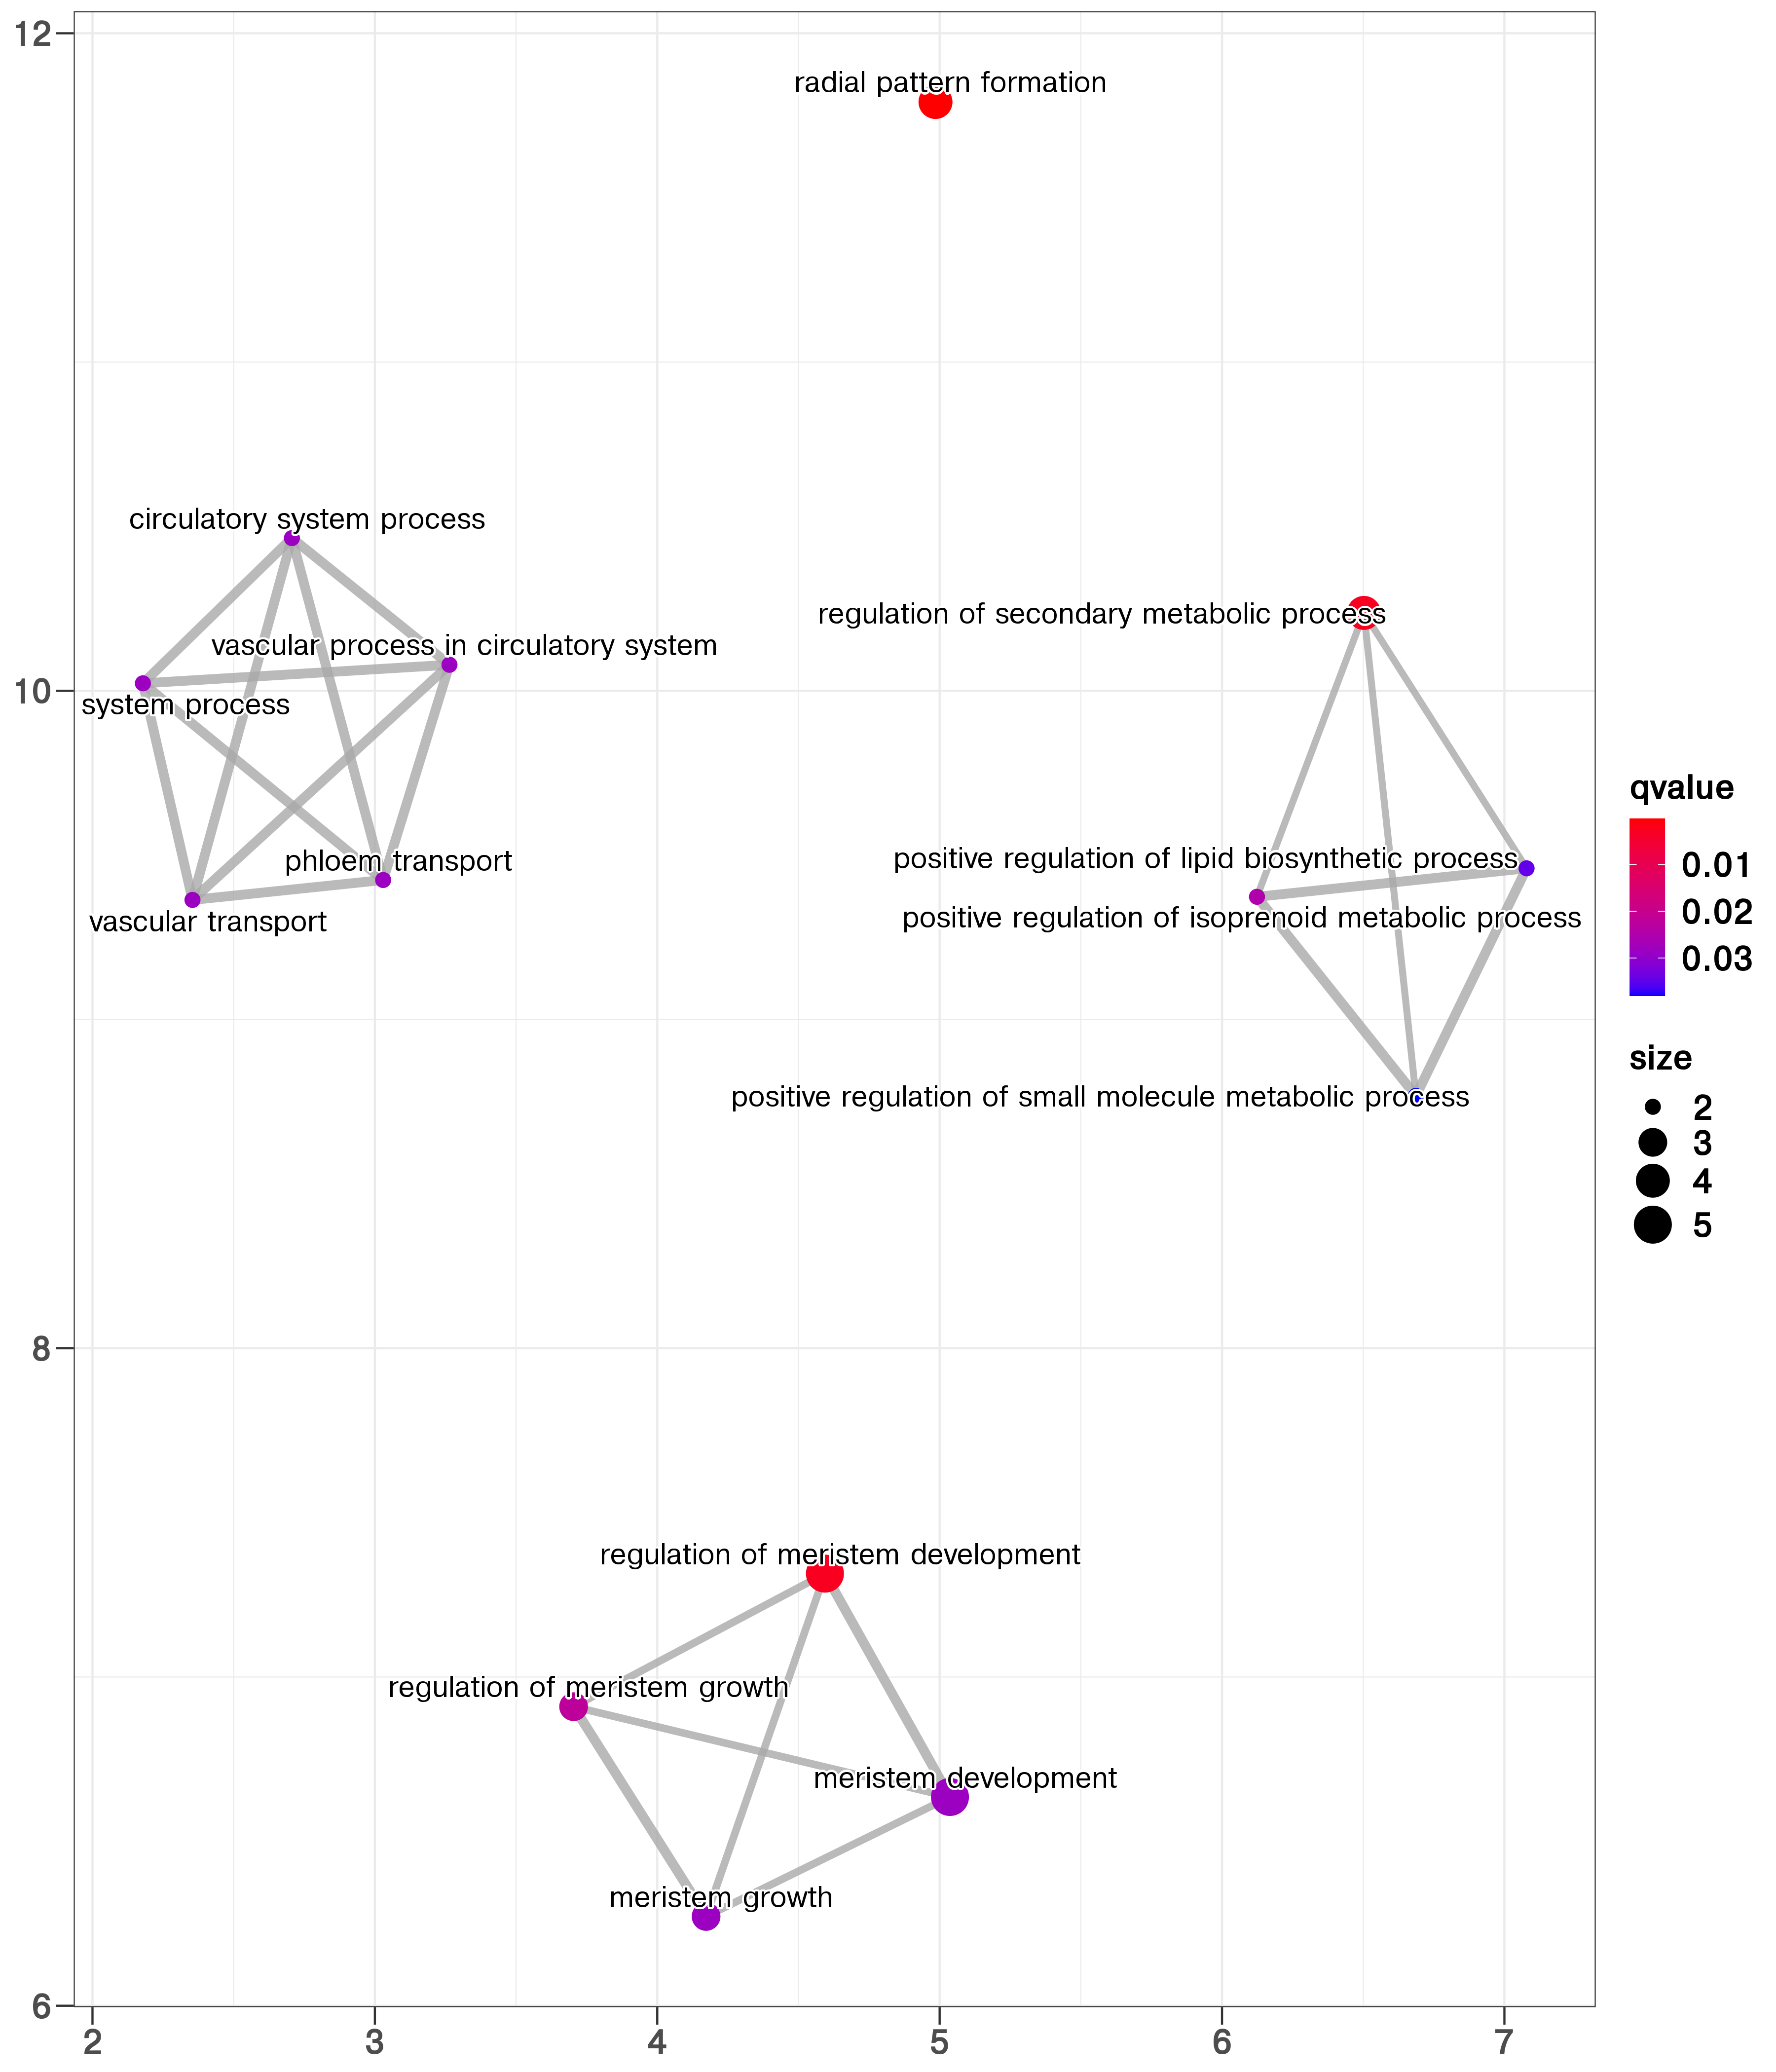 12
radial pattern formation
circulatory system process
regulation of secondary metabolic process
vascular process in circulatory system
10
system process
qvalue
0.01
0.02
0.03
phloem transport
positive regulation of lipid biosynthetic process
vascular transport
positive regulation of isoprenoid metabolic process
size
2
3
4
5
positive regulation of small molecule metabolic process
8
regulation of meristem development
regulation of meristem growth
meristem development
meristem growth
6
2 3 4 5 6 7